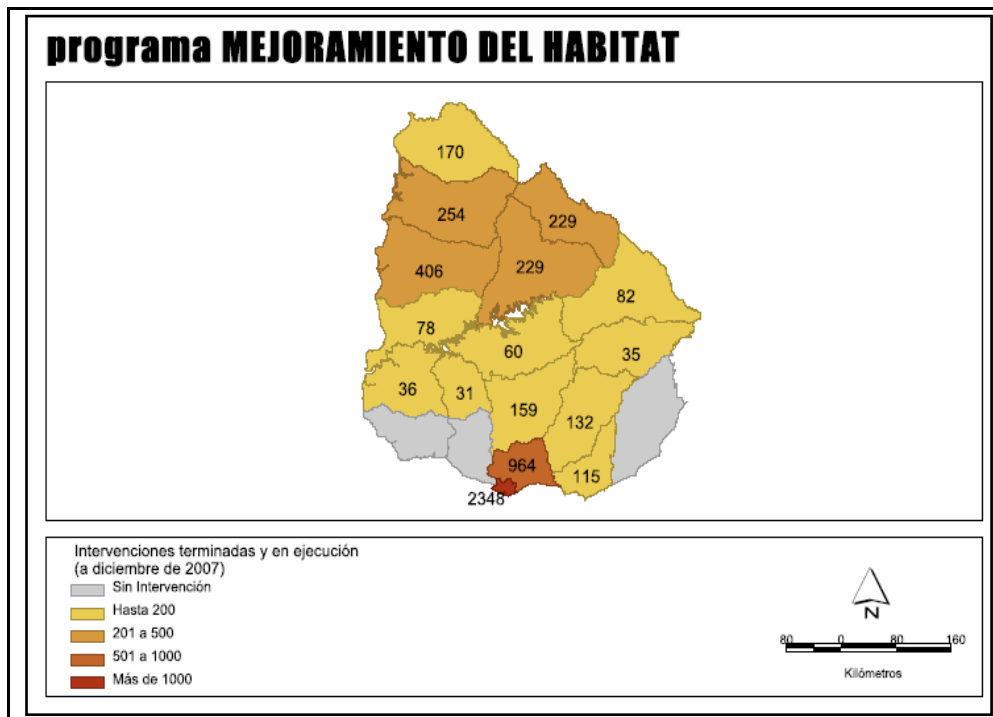 programa MEJORAMIENTO DEL HABITAT
170
254
229
406
229
82
78
60
35
36
31
159
132
964
115
2348
Intervenciones terminadas y en ejecución
(a diciembre de 2007)
Sin Intervención
Hasta 200
201 a 500
501 a 1000
Más de 1000
N
80 0 80 160
Kilómetros